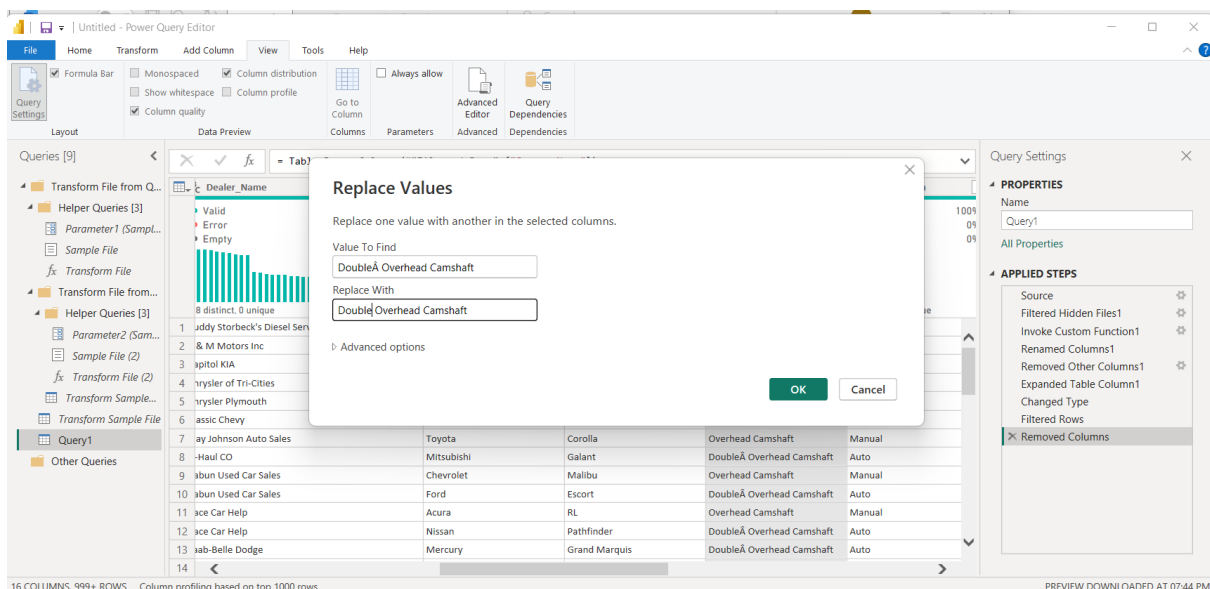 Untitled - Power Query Editor
File Home Transform Add Column View Tools Help
Query Settings
Formula Bar
Layout
Monospaced
Column distribution
Show whitespace
Column profile
Column quality
Data Preview
Go to Column
Columns
Always allow
Parameters
Advanced Editor
Advanced
Query Dependencies
Dependencies
Queries [9]
Transform File from Q...
Helper Queries [3]
Parameter1 (Sampl...
Sample File
fx Transform File
Transform File from...
Helper Queries [3]
Parameter2 (Sam...
Sample File (2)
fx Transform File (2)
Transform Sample...
Transform Sample File
Query1
Other Queries
fx
Dealer_Name
Valid
Error
Empty
8 distinct, 0 unique
100%
0%
0%
Replace Values
Replace one value with another in the selected columns.
Value To Find
DoubleÂ Overhead Camshaft
Replace With
Double Overhead Camshaft
Advanced options
OK
Cancel
1 uddy Storbeck's Diesel Serv
2 & M Motors Inc
3 apitol KIA
4 hrysler of Tri-Cities
5 hrysler Plymouth
6 assic Chevy
7 ay Johnson Auto Sales Toyota Corolla Overhead Camshaft Manual
8 -Haul CO Mitsubishi Galant DoubleÂ Overhead Camshaft Auto
9 abun Used Car Sales Chevrolet Malibu Overhead Camshaft Manual
10 abun Used Car Sales Ford Escort DoubleÂ Overhead Camshaft Auto
11 ace Car Help Acura RL Overhead Camshaft Manual
12 ace Car Help Nissan Pathfinder DoubleÂ Overhead Camshaft Auto
13 aab-Belle Dodge Mercury Grand Marquis DoubleÂ Overhead Camshaft Auto
14
Query Settings
PROPERTIES
Name
Query1
All Properties
APPLIED STEPS
Source
Filtered Hidden Files1
Invoke Custom Function1
Renamed Columns1
Removed Other Columns1
Expanded Table Column1
Changed Type
Filtered Rows
Removed Columns
16 COLUMNS, 999+ ROWS Column profiling based on top 1000 rows
PREVIEW DOWNLOADED AT 07:44 PM